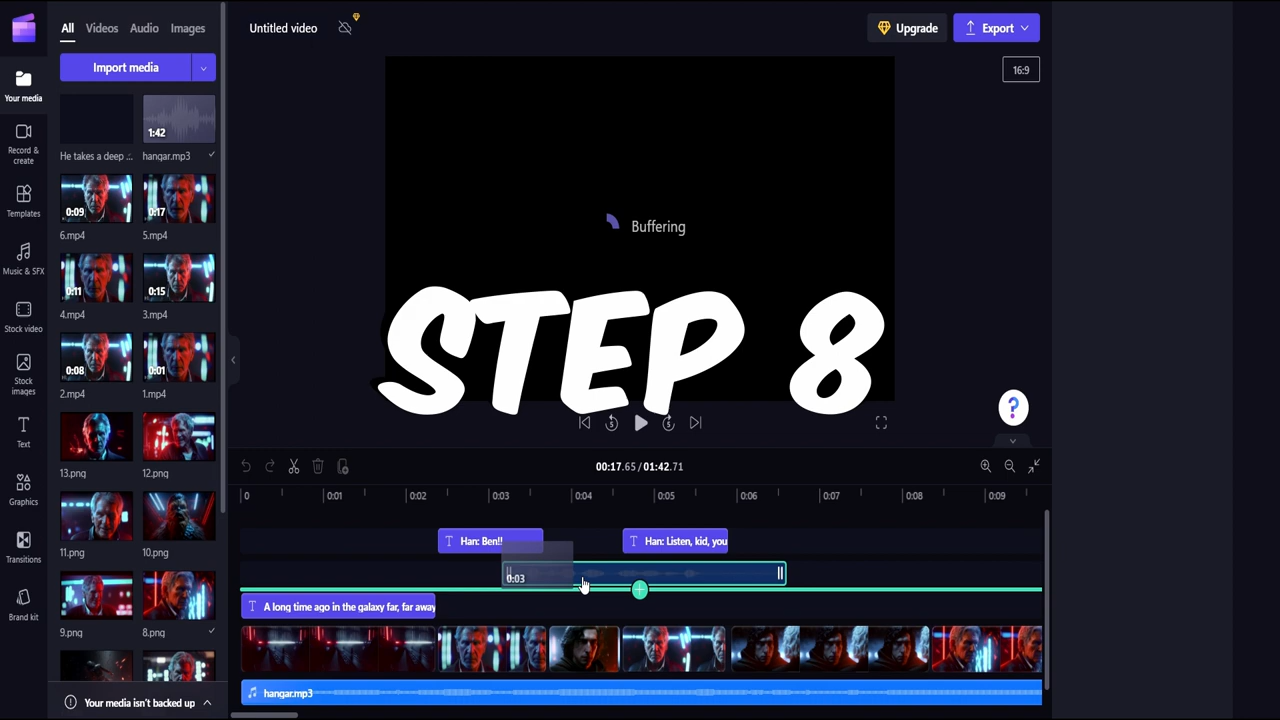 All
Videos
Audio
Images
Untitled video
Upgrade
Export
Import media
16:9
Your media
1:42
He takes a deep ...
hangar.mp3
Record &
create
0:09
0:17
6.mp4
5.mp4
Templates
Music & SFX
0:11
0:15
4.mp4
3.mp4
Buffering
Stock video
0:08
0:01
2.mp4
1.mp4
Stock
images
STEP 8
?
Text
5
5
13.png
12.png
00:17.65 / 01:42.71
Graphics
0
0:01
0:02
0:03
0:04
0:05
0:06
0:07
0:08
0:09
11.png
10.png
Transitions
T Han: Ben!!
T Han: Listen, kid, you
0:03
T A long time ago in the galaxy far, far away
Brand kit
9.png
8.png
hangar.mp3
Your media isn't backed up